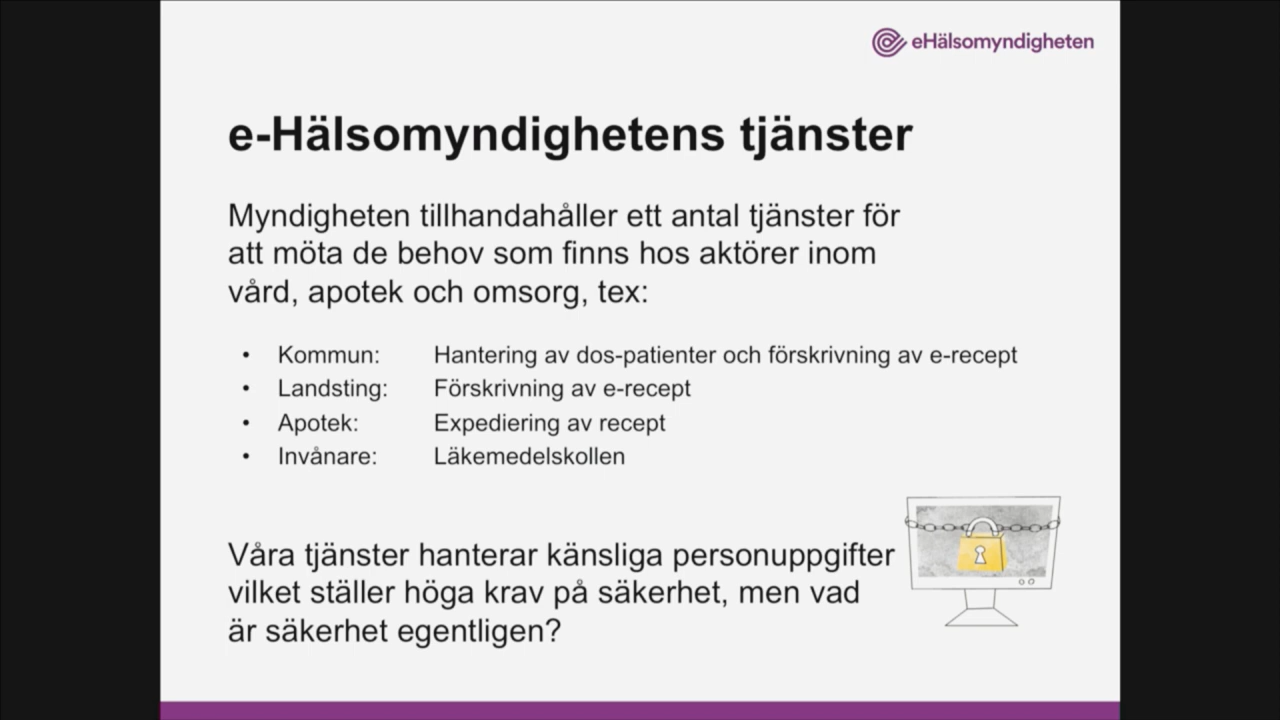 eHälsomyndigheten
e-Hälsomyndighetens tjänster
Myndigheten tillhandahåller ett antal tjänster för
att möta de behov som finns hos aktörer inom
vård, apotek och omsorg, tex:
• Kommun: Hantering av dos-patienter och förskrivning av e-recept
• Landsting: Förskrivning av e-recept
• Apotek: Expediering av recept
• Invånare: Läkemedelskollen
Våra tjänster hanterar känsliga personuppgifter
vilket ställer höga krav på säkerhet, men vad
är säkerhet egentligen?